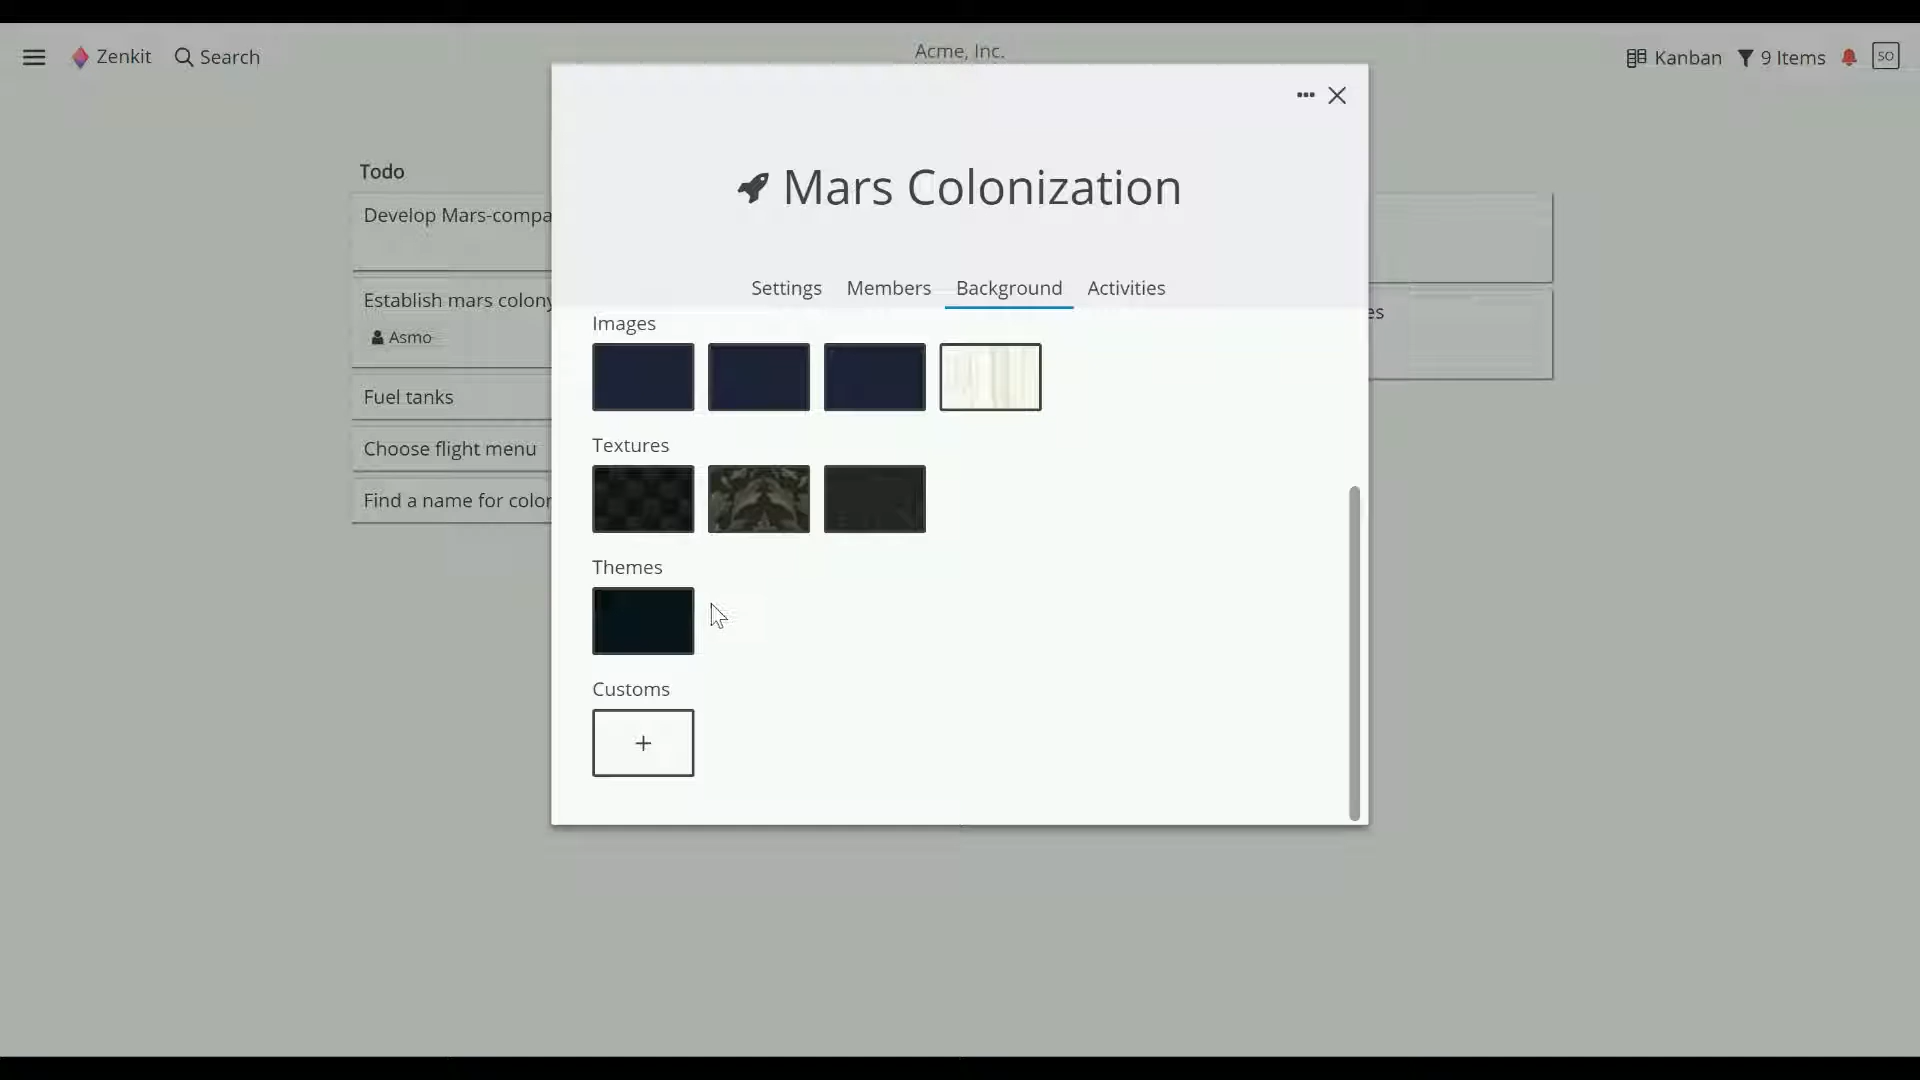 Zenkit
Search
Acme, Inc.
Kanban
9 Items
SO
Mars Colonization
Settings
Members
Background
Activities
Todo
Develop Mars-compa
Establish mars colony
Asmo
Fuel tanks
Choose flight menu
Find a name for color
es
Images
Textures
Themes
Customs
+